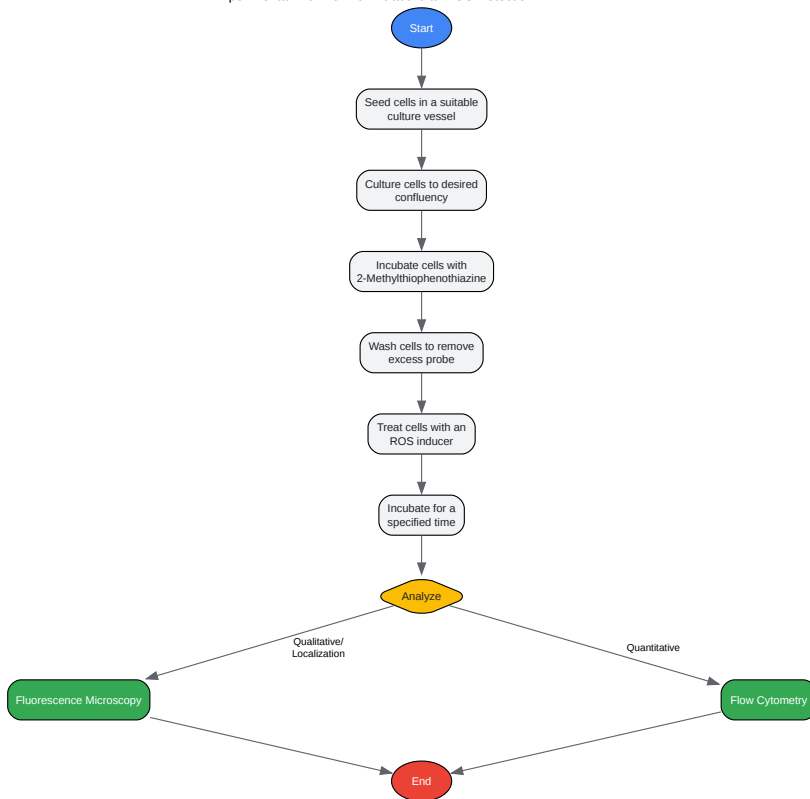 Start
Seed cells in a suitable
culture vessel
Culture cells to desired
confluency
Incubate cells with
2-Methylthiophenothiazine
Wash cells to remove
excess probe
Treat cells with an
ROS inducer
Incubate for a
specified time
Analyze
Qualitative/
Localization
Quantitative
Fluorescence Microscopy
Flow Cytometry
End